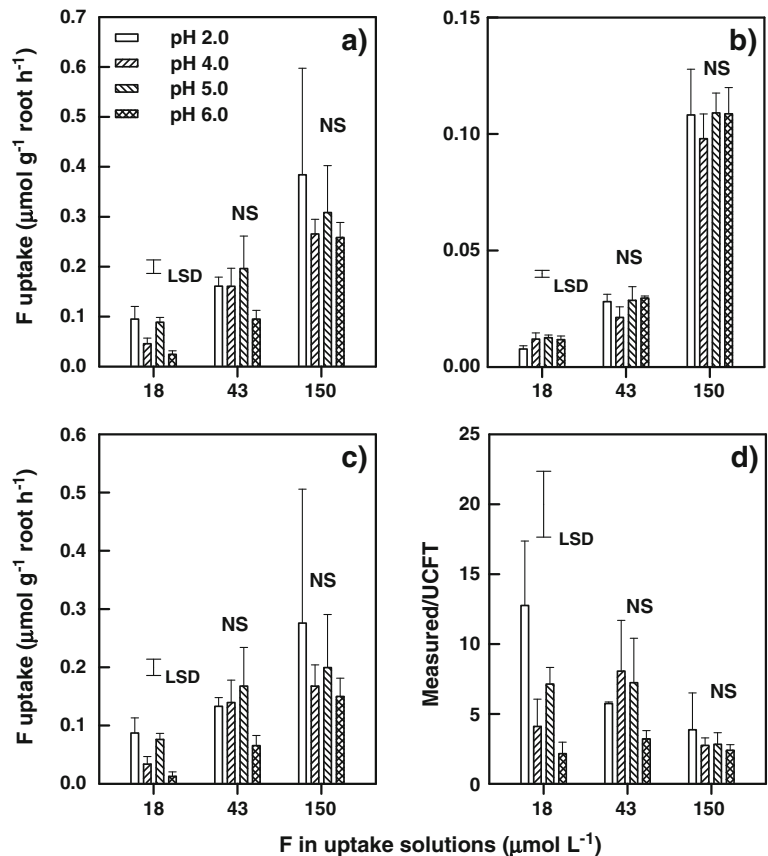 a)
F uptake (μmol g⁻¹ root h⁻¹)
0.7
0.6
0.5
0.4
0.3
0.2
0.1
0.0
pH 2.0
pH 4.0
pH 5.0
pH 6.0
LSD
NS
NS
18 43 150
b)
0.15
0.10
0.05
0.00
LSD
NS
NS
18 43 150
c)
F uptake (μmol g⁻¹ root h⁻¹)
0.6
0.5
0.4
0.3
0.2
0.1
0.0
LSD
NS
NS
18 43 150
d)
Measured/UCFT
25
20
15
10
5
0
LSD
NS
NS
18 43 150
F in uptake solutions (μmol L⁻¹)